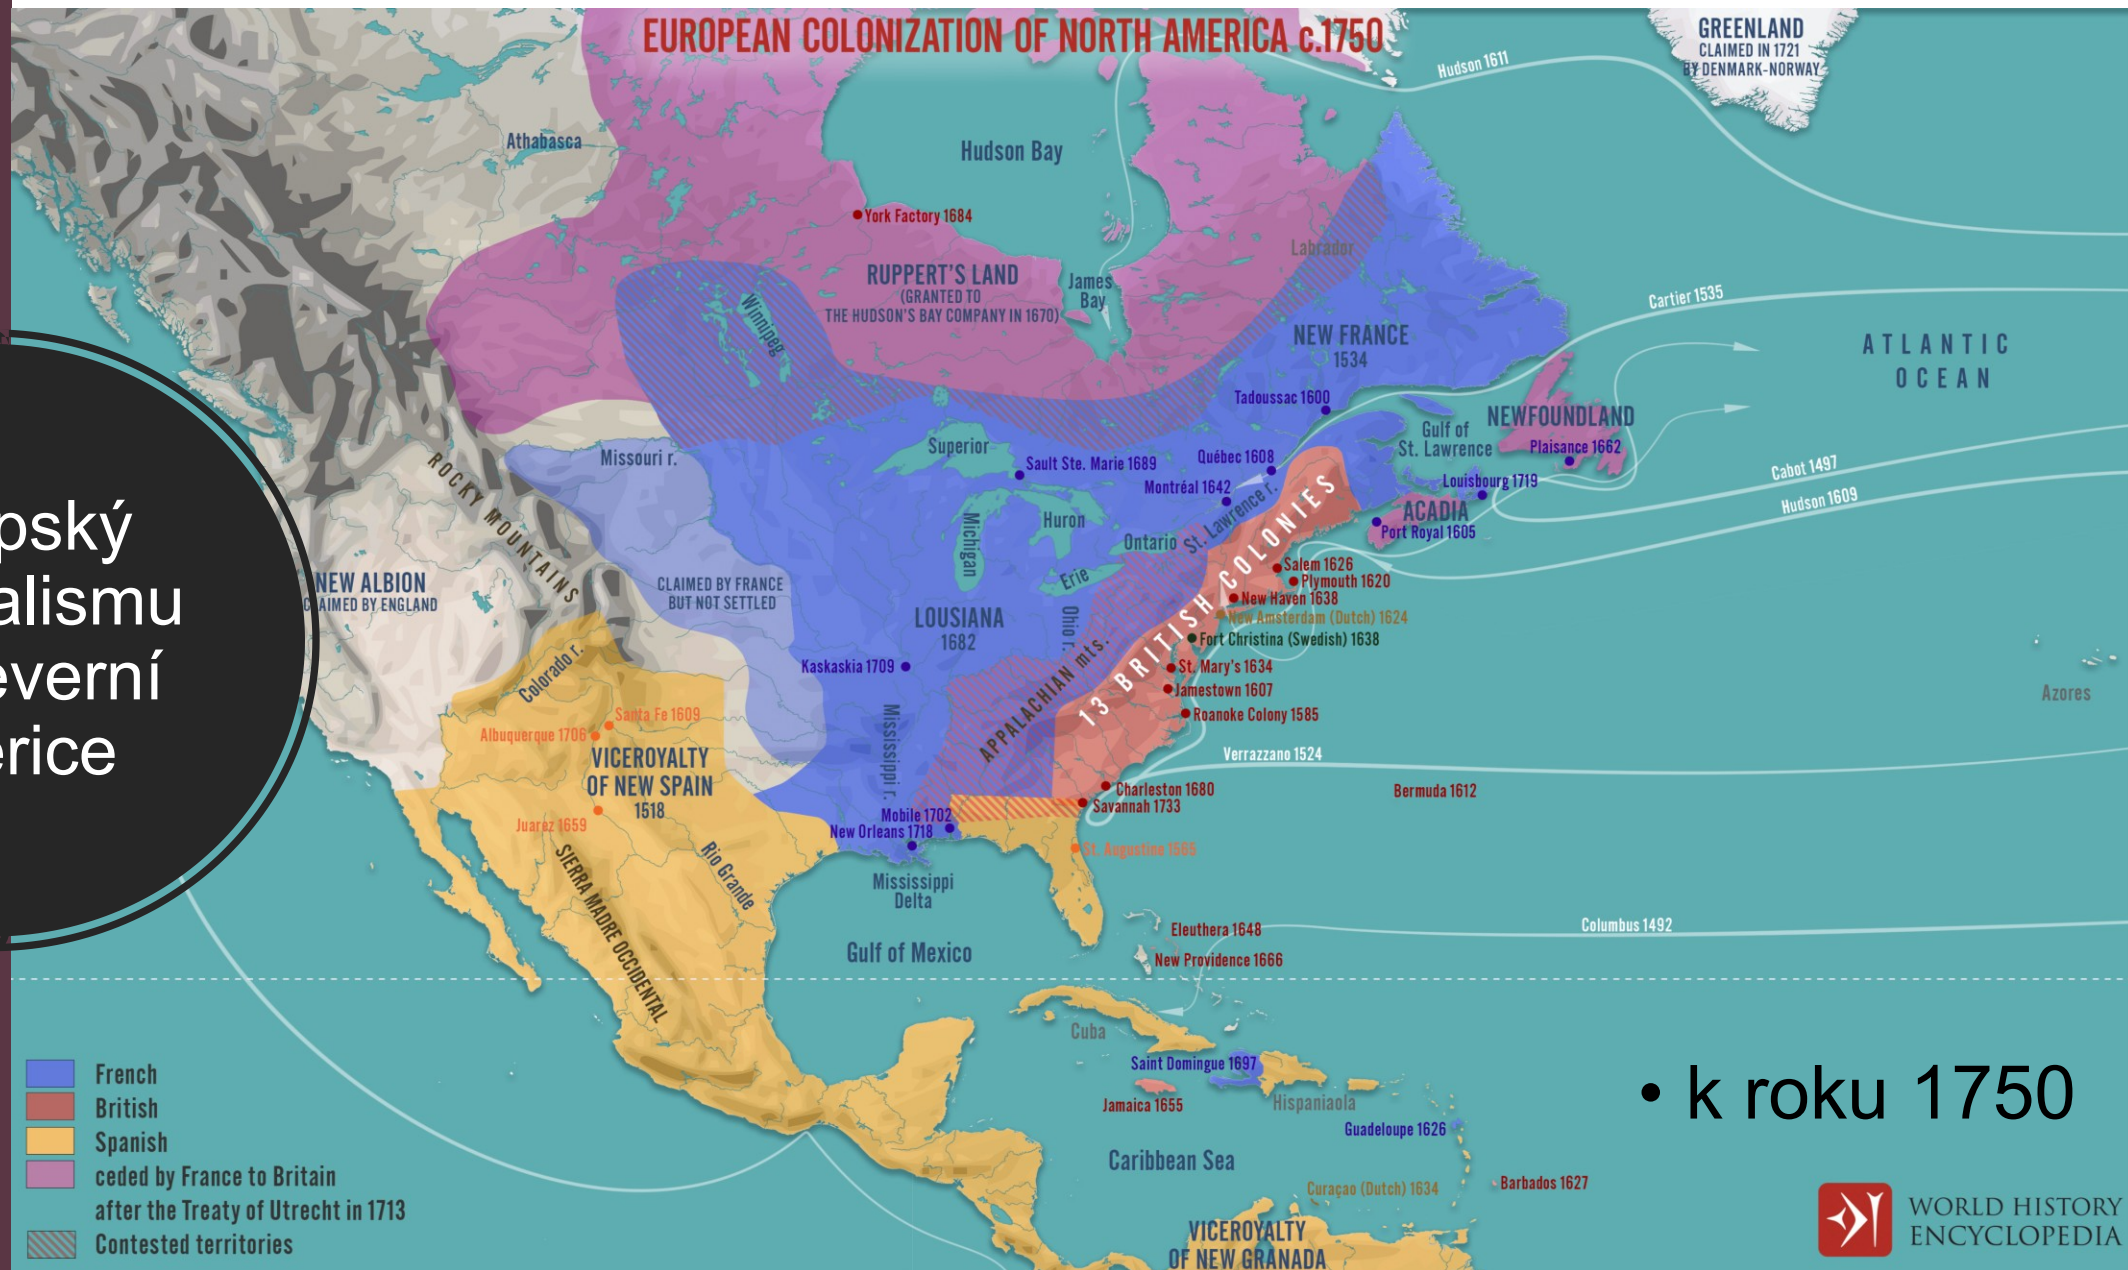 EUROPEAN COLONIZATION OF NORTH AMERICA c.1750
GREENLAND
CLAIMED IN 1721
BY DENMARK-NORWAY
Hudson 1611
Athabasca
Hudson Bay
York Factory 1684
Labrador
RUPPERT'S LAND
(GRANTED TO
THE HUDSON'S BAY COMPANY IN 1670)
James
Bay
Winnipeg
Cartier 1535
NEW FRANCE
1534
ATLANTIC
OCEAN
Tadoussac 1600
NEWFOUNDLAND
Gulf of
St. Lawrence
Plaisance 1662
Superior
Missouri r.
Sault Ste. Marie 1689
Québec 1608
Montréal 1642
St. Lawrence r.
Louisbourg 1719
Cabot 1497
Hudson 1609
ROCKY MOUNTAINS
ACADIA
Port Royal 1605
Michigan
Huron
Ontario
Erie
Ohio r.
pský
alismu
everní
erice
NEW ALBION
CLAIMED BY ENGLAND
CLAIMED BY FRANCE
BUT NOT SETTLED
LOUSIANA
1682
13 BRITISH COLONIES
Salem 1626
Plymouth 1620
New Haven 1638
New Amsterdam (Dutch) 1624
Fort Christina (Swedish) 1638
St. Mary's 1634
Jamestown 1607
Roanoke Colony 1585
APPALACHIAN mts.
Kaskaskia 1709
Colorado r.
Santa Fe 1609
Albuquerque 1706
VICEROYALTY
OF NEW SPAIN
1518
Juarez 1659
Mississippi r.
Azores
Verrazzano 1524
Charleston 1680
Savannah 1733
Bermuda 1612
Mobile 1702
New Orleans 1718
St. Augustine 1565
SIERRA MADRE OCCIDENTAL
Rio Grande
Mississippi
Delta
Gulf of Mexico
Eleuthera 1648
New Providence 1666
Columbus 1492
Cuba
Saint Domingue 1697
Jamaica 1655
Hispaniaola
Guadeloupe 1626
Caribbean Sea
Curaçao (Dutch) 1634
Barbados 1627
VICEROYALTY
OF NEW GRANADA
French
British
Spanish
ceded by France to Britain
after the Treaty of Utrecht in 1713
Contested territories
• k roku 1750
WORLD HISTORY
ENCYCLOPEDIA